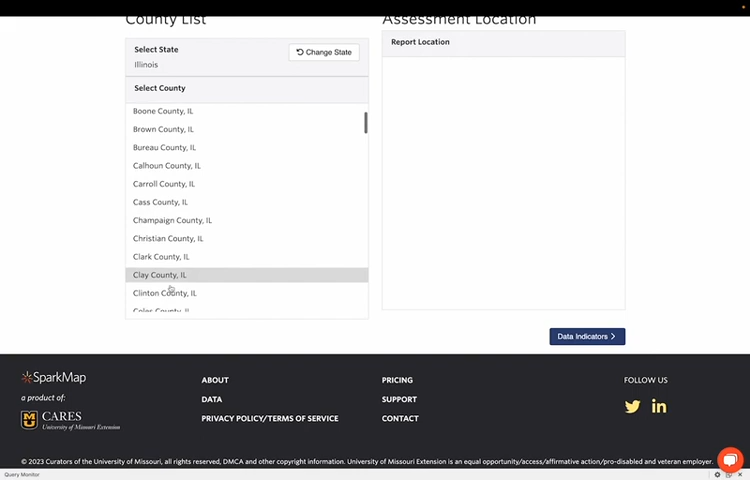 County List
Assessment Location
Select State
Illinois
Change State
Report Location
Select County
Boone County, IL
Brown County, IL
Bureau County, IL
Calhoun County, IL
Carroll County, IL
Cass County, IL
Champaign County, IL
Christian County, IL
Clark County, IL
Clay County, IL
Clinton County, IL
Coles County, IL
Data Indicators
SparkMap
a product of:
CARES
University of Missouri Extension
ABOUT
DATA
PRIVACY POLICY/TERMS OF SERVICE
PRICING
SUPPORT
CONTACT
FOLLOW US
© 2023 Curators of the University of Missouri, all rights reserved, DMCA and other copyright information. University of Missouri Extension is an equal opportunity/access/affirmative action/pro-disabled and veteran employer.
Query Monitor